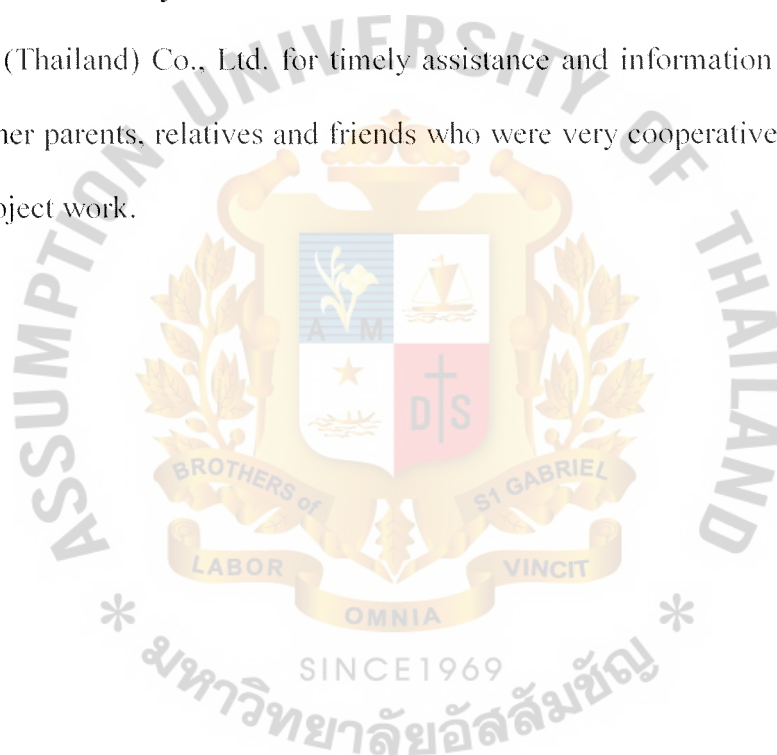 (Thailand) Co., Ltd. for timely assistance and information
her parents, relatives and friends who were very cooperative
oject work.
ASSUMPTION UNIVERSITY OF THAILAND
A M
D S
BROTHERS of S1 GABRIEL
LABOR OMNIA VINCIT
SINCE1969
* มหาวิทยาลัยอัสสัมชัญ *